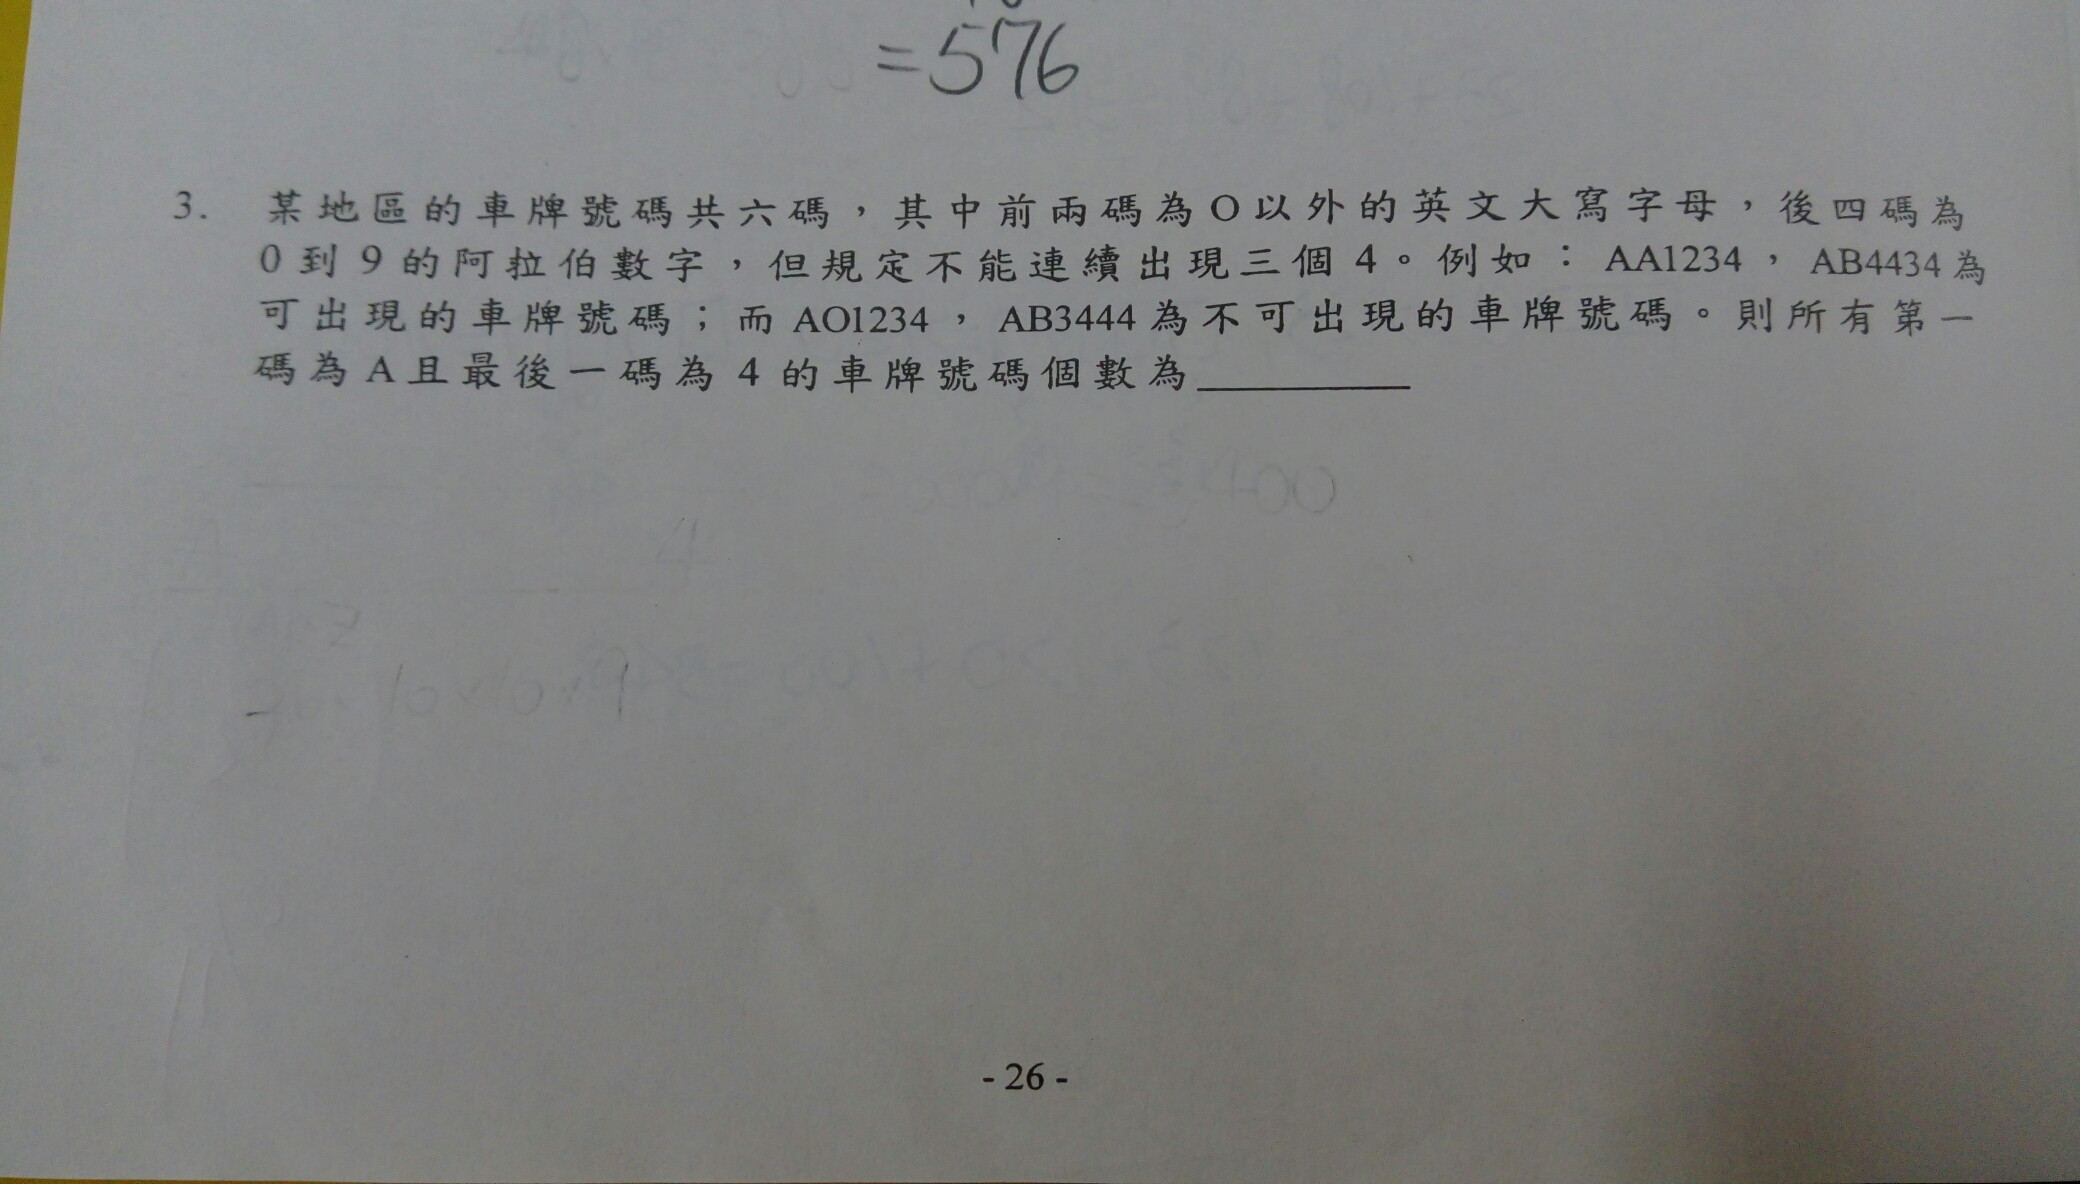 =576
3. 某地區的車牌號碼共六碼，其中前兩碼為O以外的英文大寫字母，後四碼為
0到9的阿拉伯數字，但規定不能連續出現三個4。例如：AA1234，AB4434為
可出現的車牌號碼；而AO1234，AB3444為不可出現的車牌號碼。則所有第一
碼為A且最後一碼為4的車牌號碼個數為
- 26 -